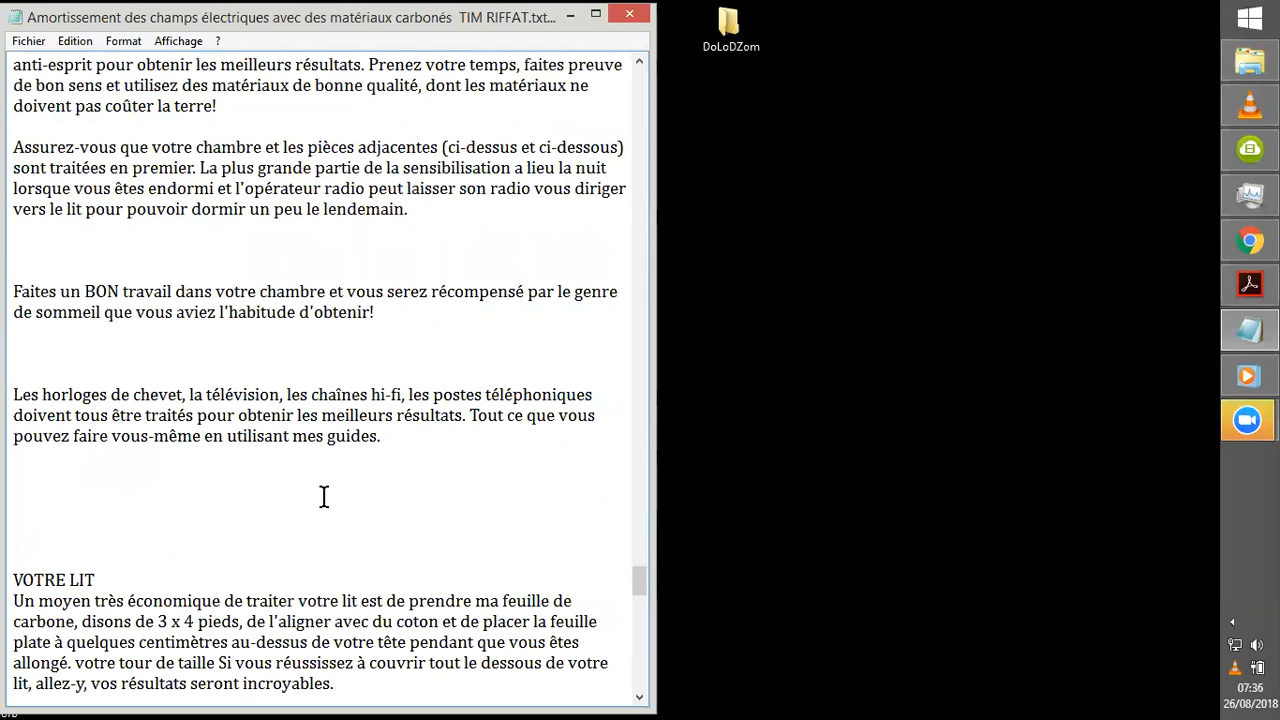 Amortissement des champs électriques avec des matériaux carbonés  TIM RIFFAT.txt...
Fichier Edition Format Affichage ?
DoLoDZom
anti-esprit pour obtenir les meilleurs résultats. Prenez votre temps, faites preuve
de bon sens et utilisez des matériaux de bonne qualité, dont les matériaux ne
doivent pas coûter la terre!
Assurez-vous que votre chambre et les pièces adjacentes (ci-dessus et ci-dessous)
sont traitées en premier. La plus grande partie de la sensibilisation a lieu la nuit
lorsque vous êtes endormi et l'opérateur radio peut laisser son radio vous diriger
vers le lit pour pouvoir dormir un peu le lendemain.
Faites un BON travail dans votre chambre et vous serez récompensé par le genre
de sommeil que vous aviez l'habitude d'obtenir!
Les horloges de chevet, la télévision, les chaînes hi-fi, les postes téléphoniques
doivent tous être traités pour obtenir les meilleurs résultats. Tout ce que vous
pouvez faire vous-même en utilisant mes guides.
VOTRE LIT
Un moyen très économique de traiter votre lit est de prendre ma feuille de
carbone, disons de 3 x 4 pieds, de l'aligner avec du coton et de placer la feuille
plate à quelques centimètres au-dessus de votre tête pendant que vous êtes
allongé. votre tour de taille Si vous réussissez à couvrir tout le dessous de votre
lit, allez-y, vos résultats seront incroyables.
07:36
26/08/2018